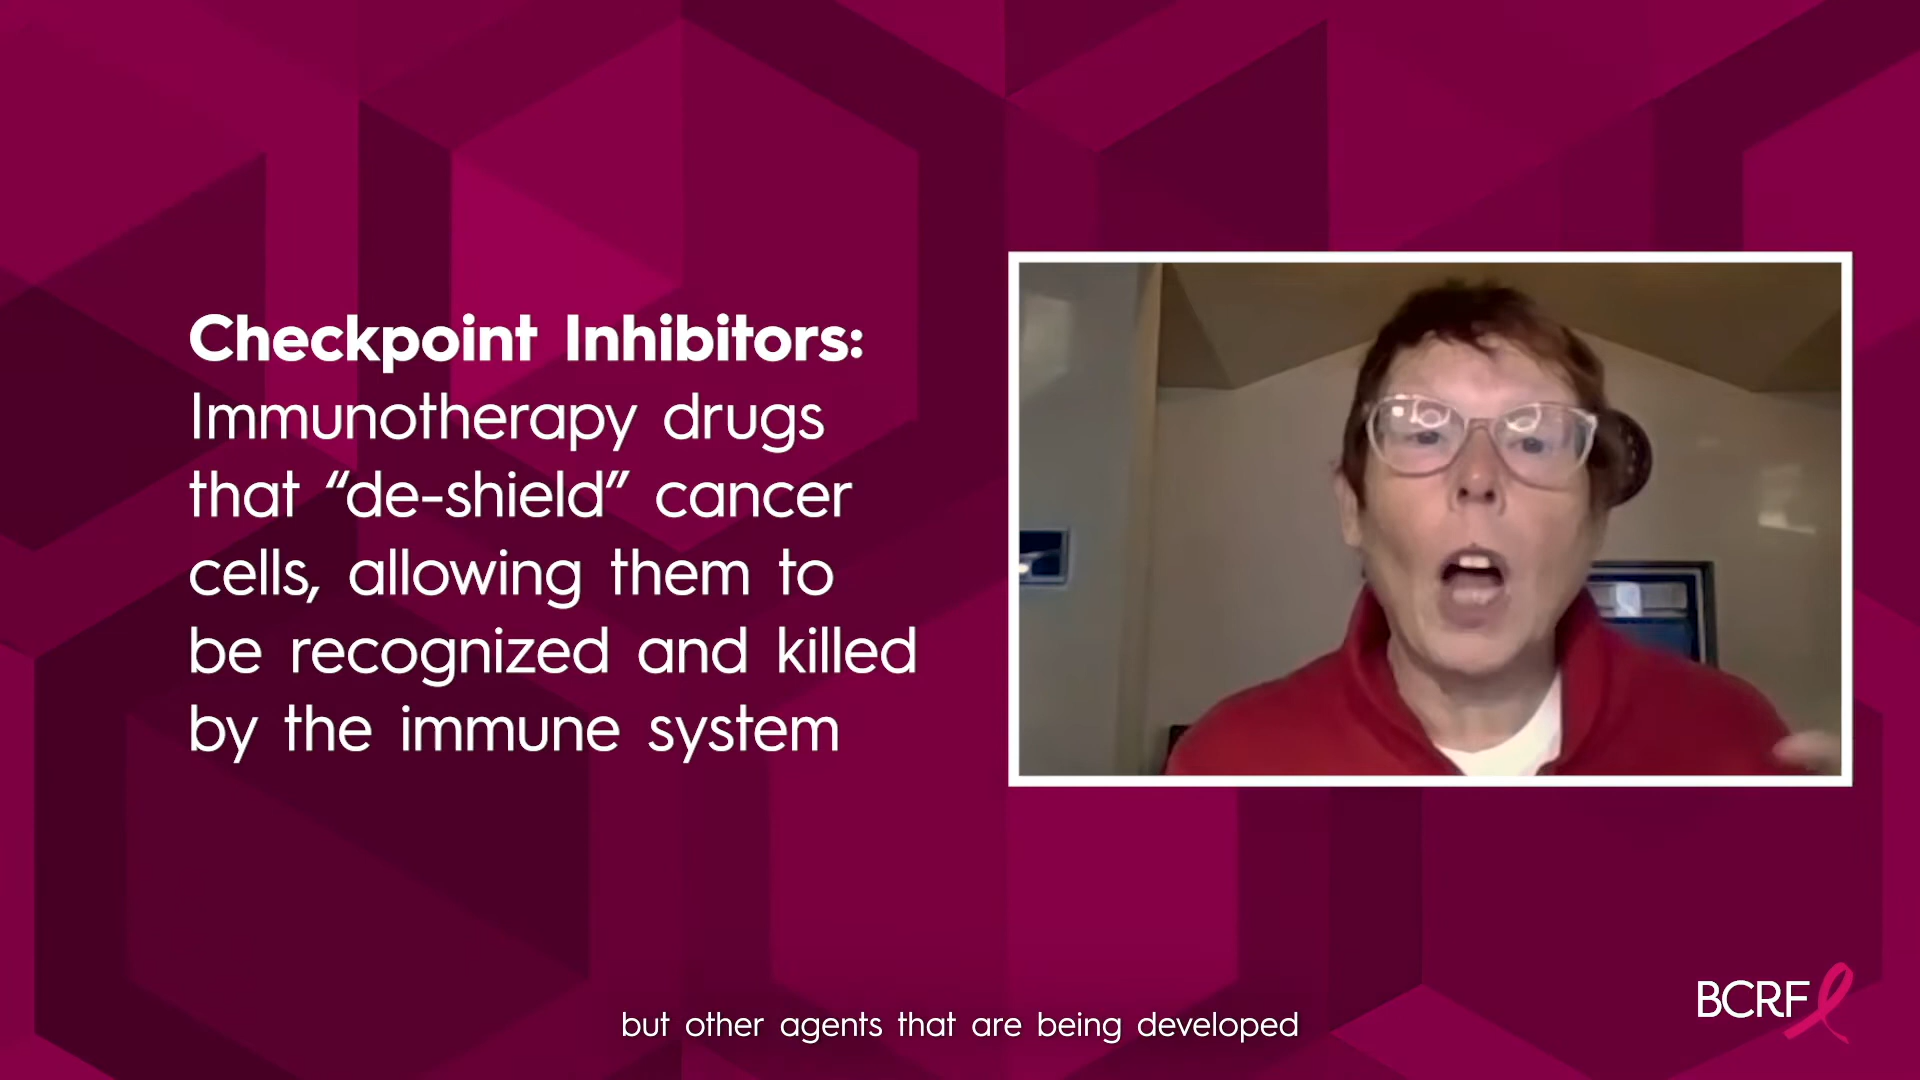 Checkpoint Inhibitors:
Immunotherapy drugs
that “de-shield” cancer
cells, allowing them to
be recognized and killed
by the immune system
BCRF
but other agents that are being developed